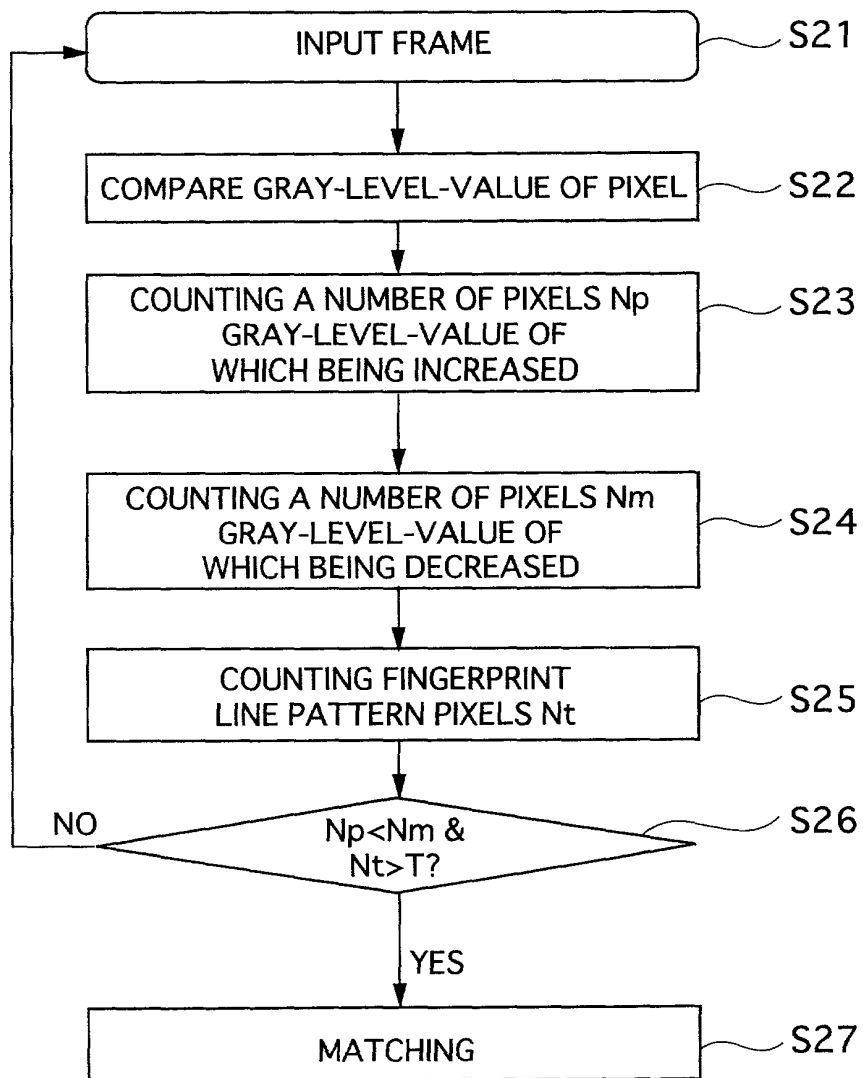 INPUT FRAME
S21
COMPARE GRAY-LEVEL-VALUE OF PIXEL
S22
COUNTING A NUMBER OF PIXELS Np
GRAY-LEVEL-VALUE OF
WHICH BEING INCREASED
S23
COUNTING A NUMBER OF PIXELS Nm
GRAY-LEVEL-VALUE OF
WHICH BEING DECREASED
S24
COUNTING FINGERPRINT
LINE PATTERN PIXELS Nt
S25
NO
Np<Nm &
Nt>T?
S26
YES
MATCHING
S27